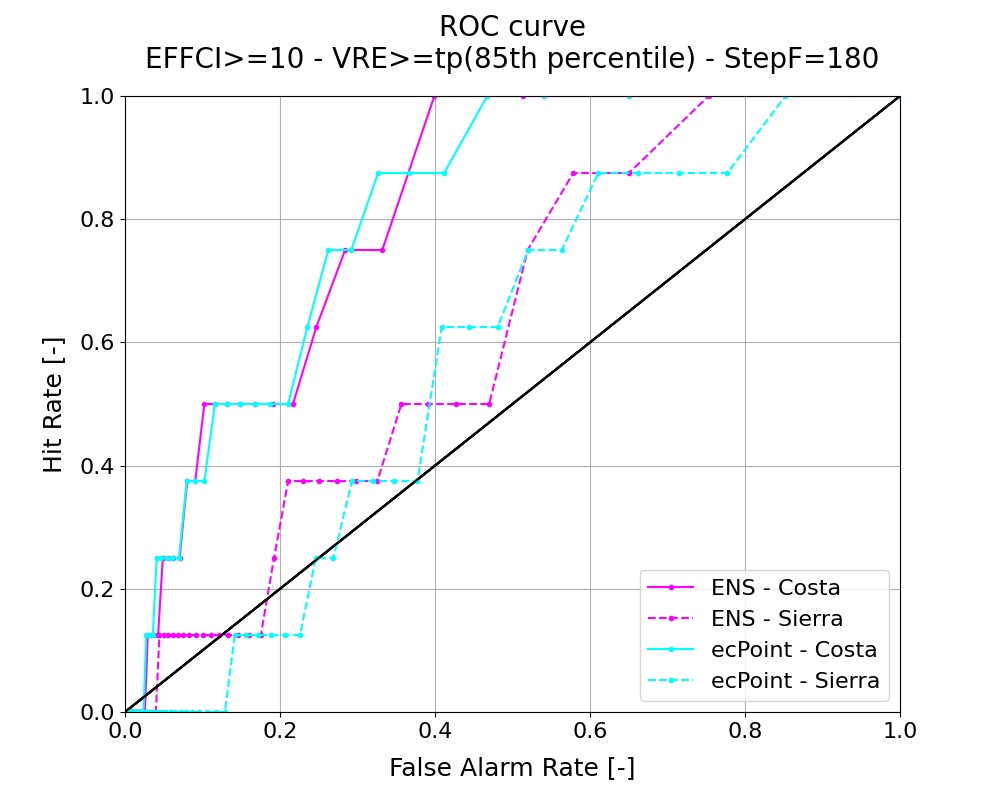 ROC curve
EFFCI>=10 - VRE>=tp(85th percentile) - StepF=180
1.0
0.8
0.6
0.4
0.2
0.0
Hit Rate [-]
0.0 0.2 0.4 0.6 0.8 1.0
False Alarm Rate [-]
ENS - Costa
ENS - Sierra
ecPoint - Costa
ecPoint - Sierra